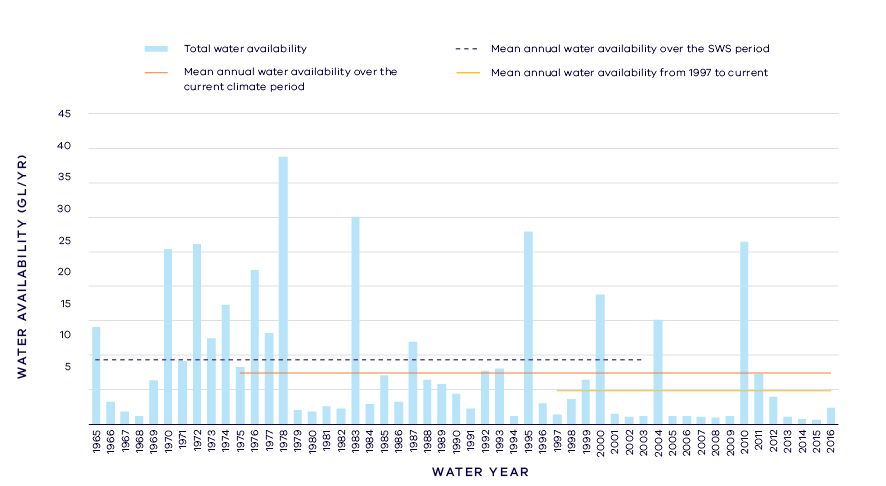 Total water availability
Mean annual water availability over the SWS period
Mean annual water availability over the
current climate period
Mean annual water availability from 1997 to current
WATER AVAILABILITY (GL/YR)
45
40
35
30
25
20
15
10
5
1965 1966 1967 1968 1969 1970 1971 1972 1973 1974 1975 1976 1977 1978 1979 1980 1981 1982 1983 1984 1985 1986 1987 1988 1989 1990 1991 1992 1993 1994 1995 1996 1997 1998 1999 2000 2001 2002 2003 2004 2005 2006 2007 2008 2009 2010 2011 2012 2013 2014 2015 2016
WATER YEAR